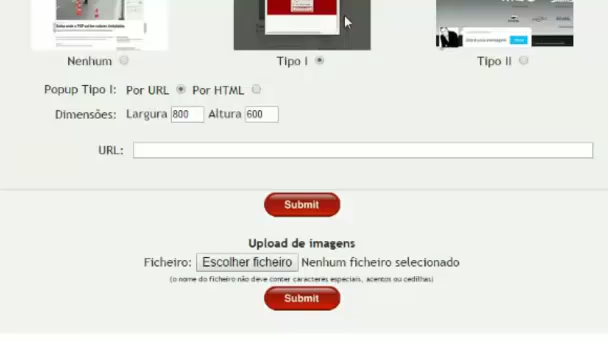 Nenhum
Tipo I
Tipo II
Popup Tipo I: Por URL Por HTML
Dimensões: Largura 800 Altura 600
URL:
Submit
Upload de imagens
Ficheiro: Escolher ficheiro Nenhum ficheiro selecionado
(o nome do ficheiro não deve conter caracteres especiais, acentos ou cedilhas)
Submit